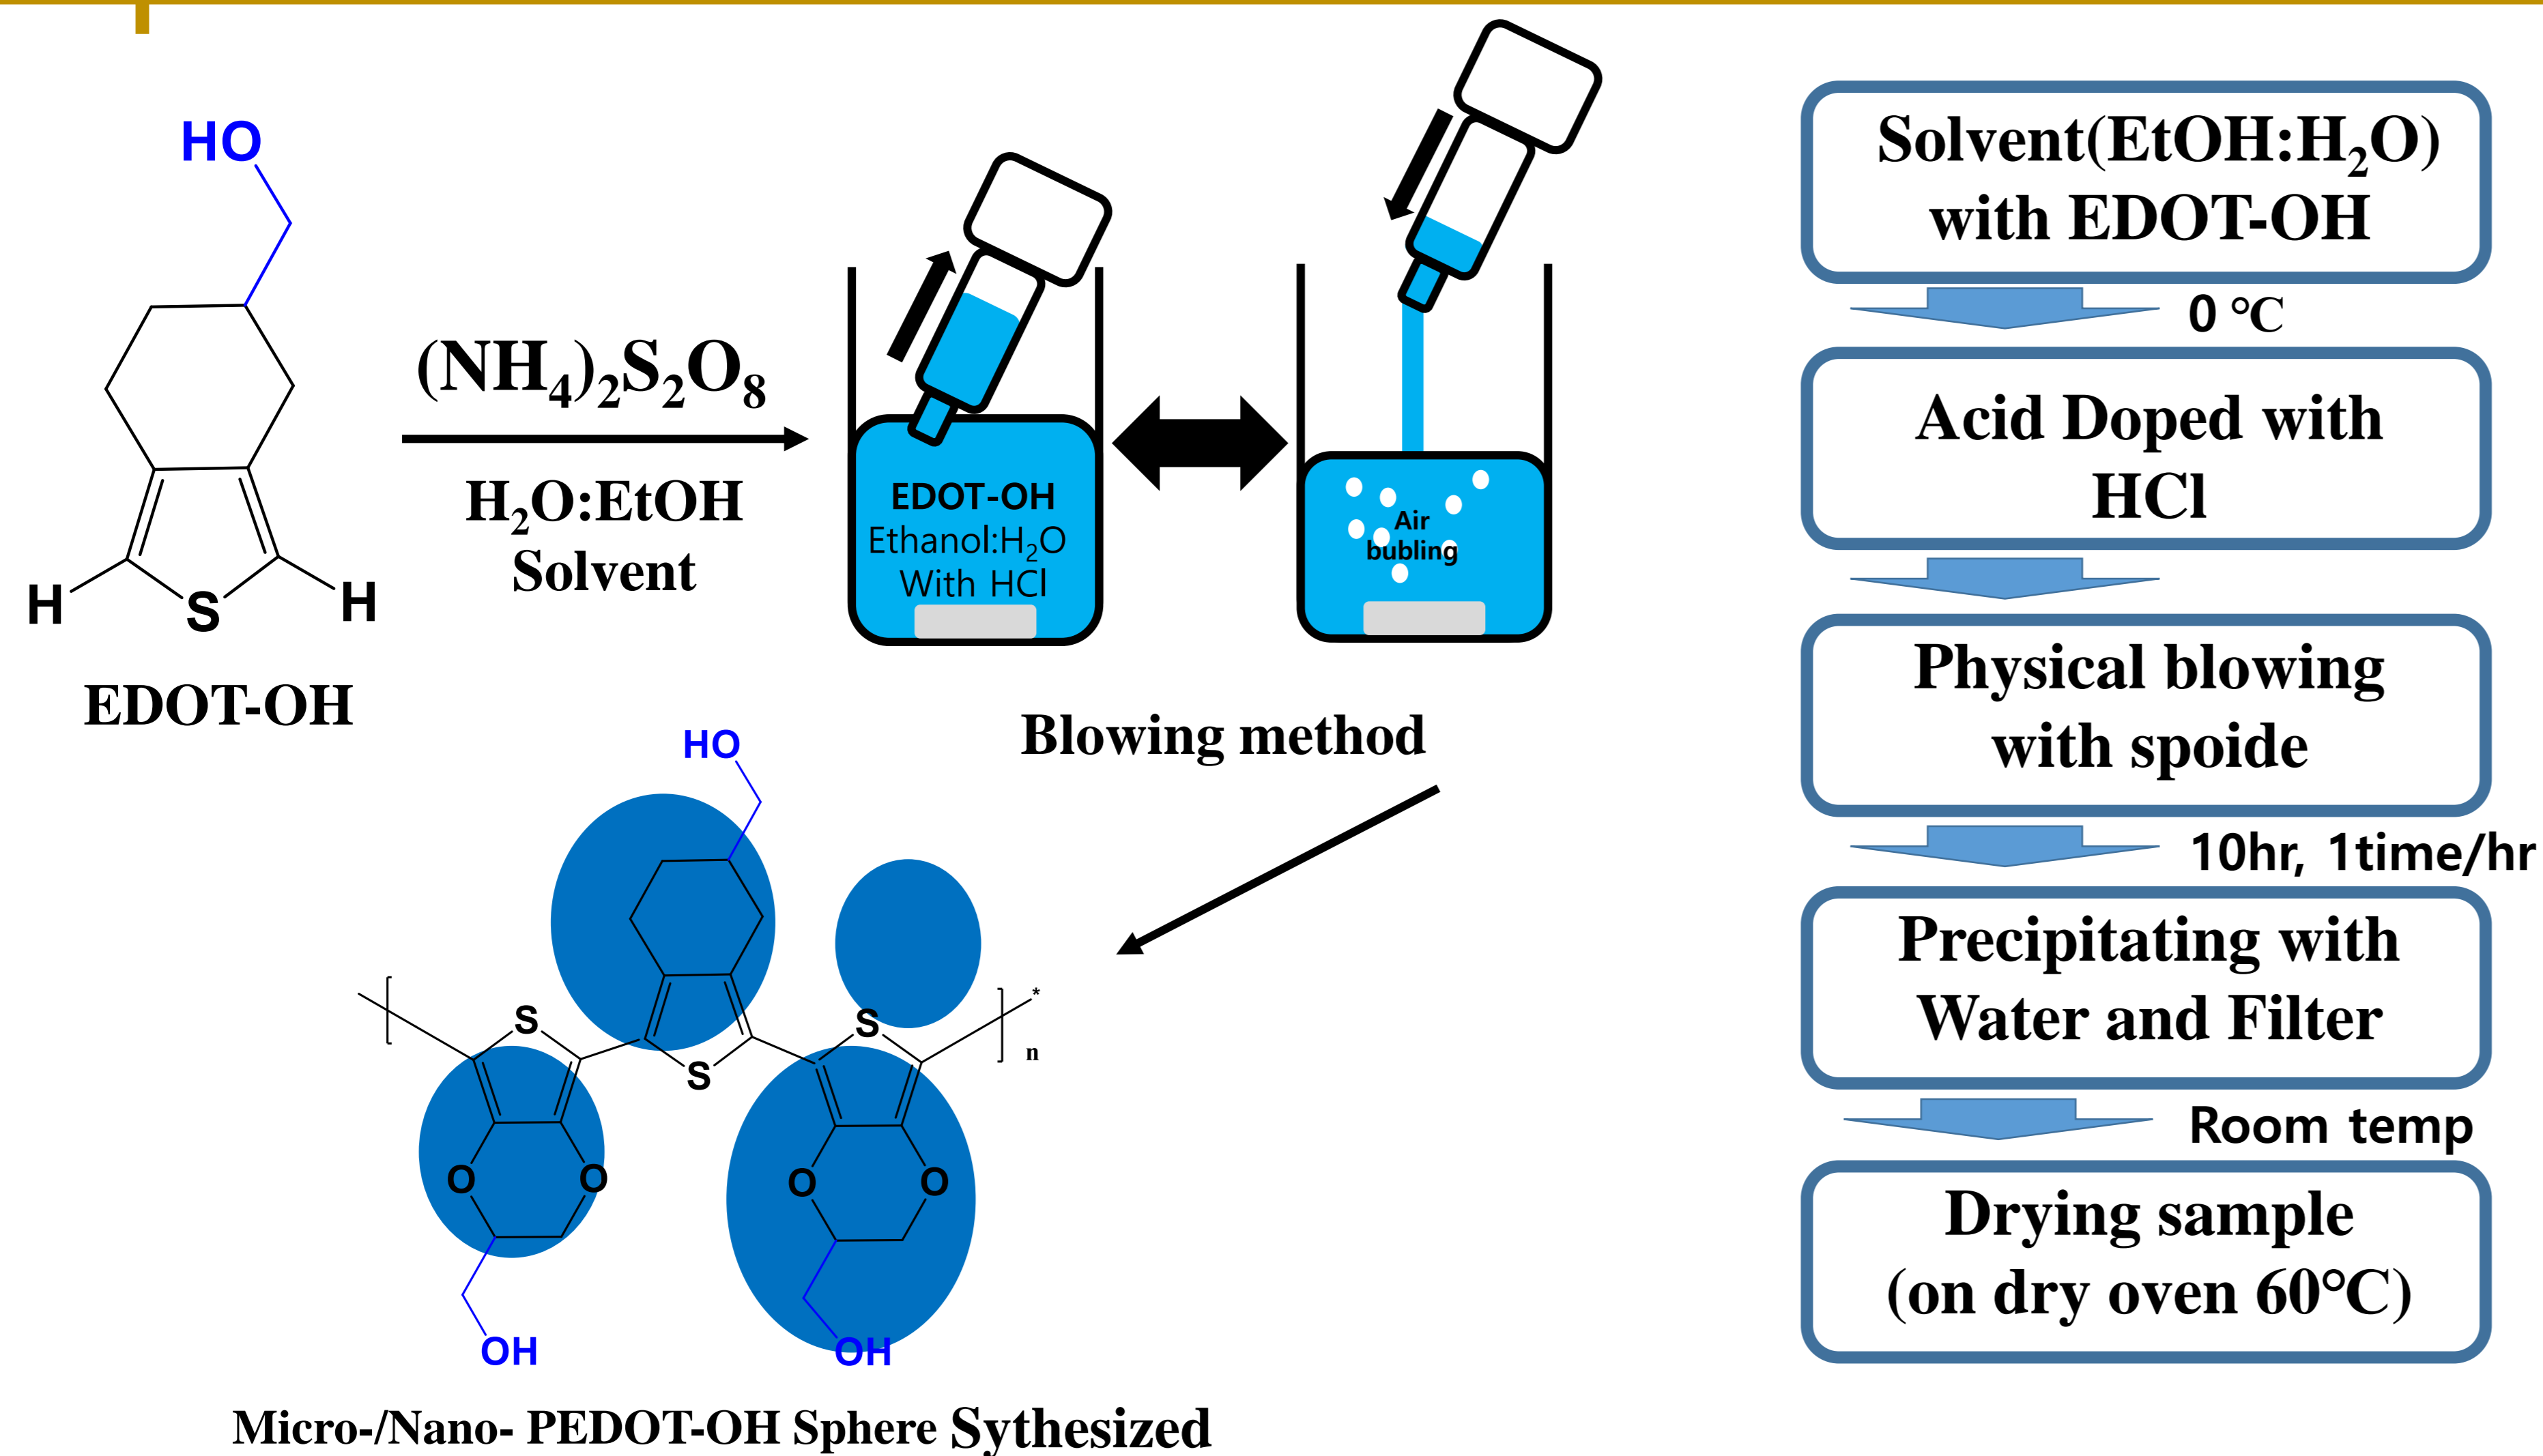 HO
H
S
H
EDOT-OH
(NH₄)₂S₂O₈
H₂O:EtOH
Solvent
EDOT-OH
Ethanol:H₂O
With HCl
Air
bubling
Blowing method
HO
S
S
S
*
n
O
O
O
O
OH
OH
Micro-/Nano- PEDOT-OH Sphere Sythesized
Solvent(EtOH:H₂O)
with EDOT-OH
0 ℃
Acid Doped with
HCl
Physical blowing
with spoide
10hr, 1time/hr
Precipitating with
Water and Filter
Room temp
Drying sample
(on dry oven 60℃)